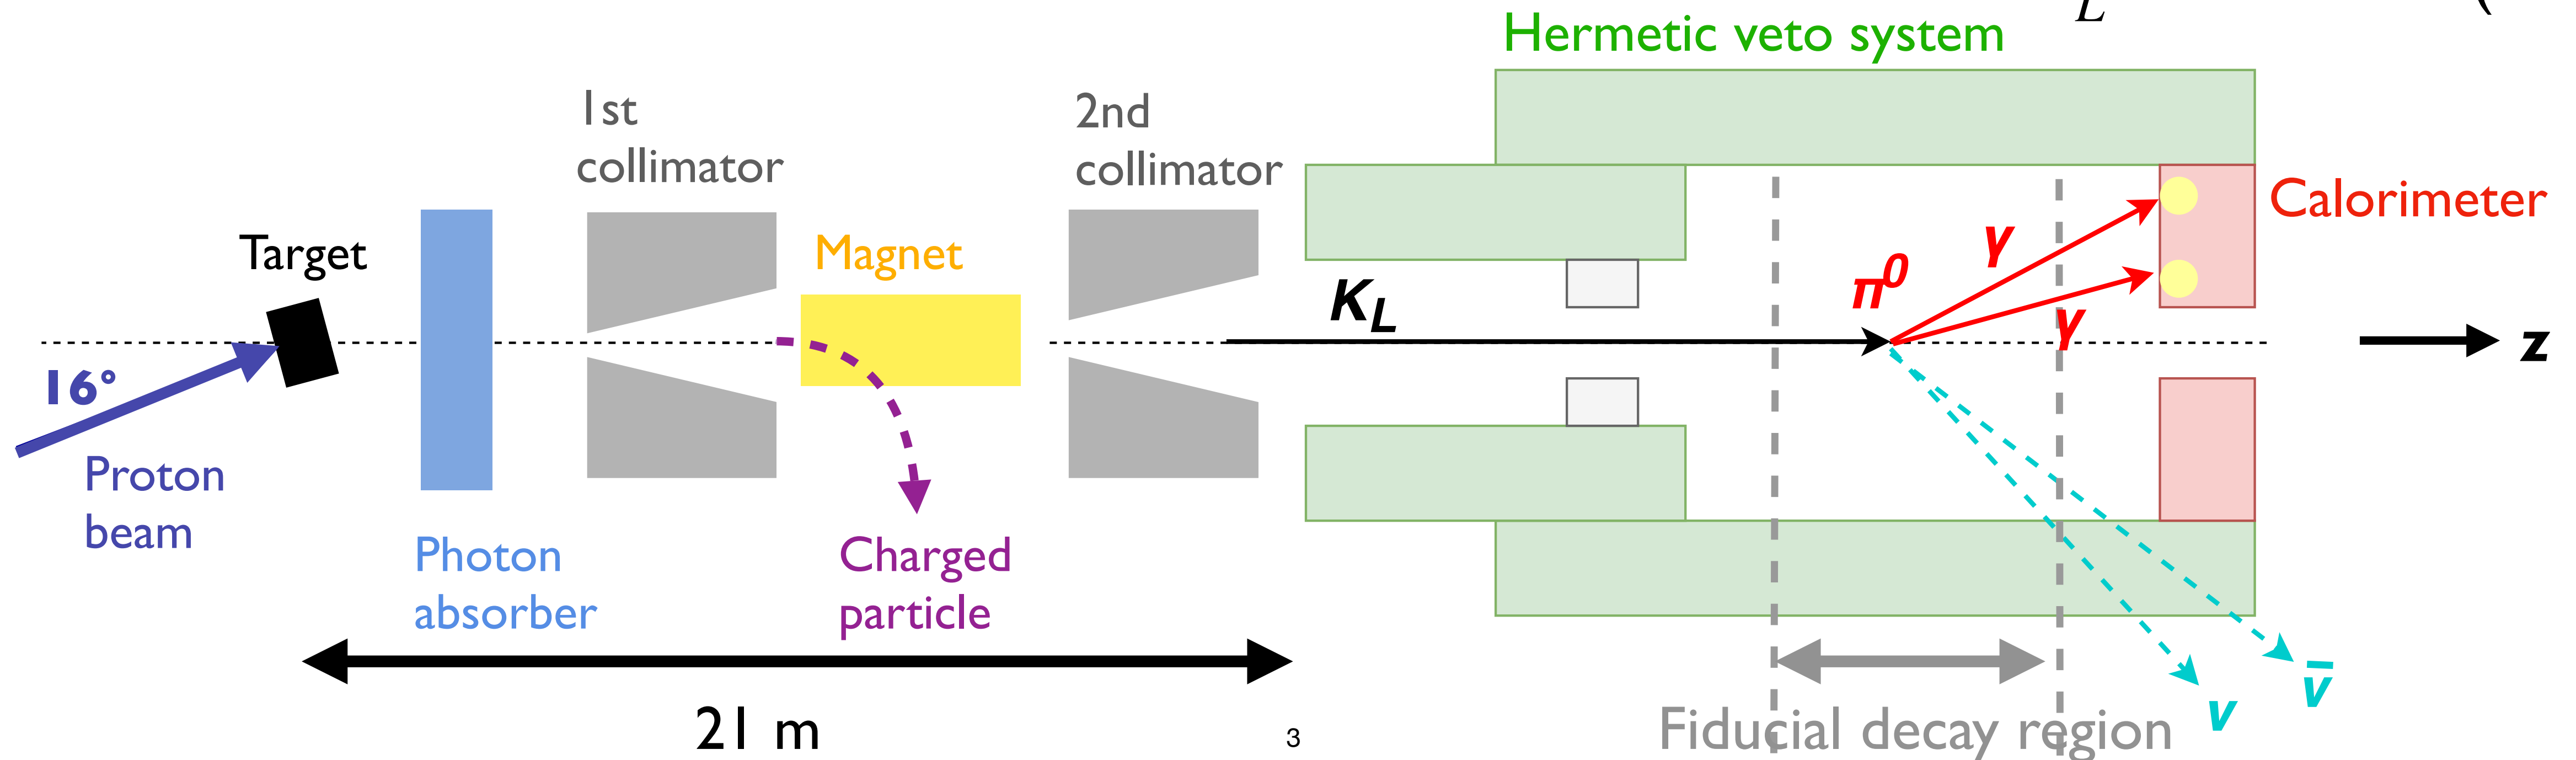 L (
Hermetic veto system
1st
collimator
2nd
collimator
Target
Magnet
Calorimeter
K_L
π⁰
γ
γ
z
16°
Proton
beam
Photon
absorber
Charged
particle
21 m
3
Fiducial decay region
ν
ν̅